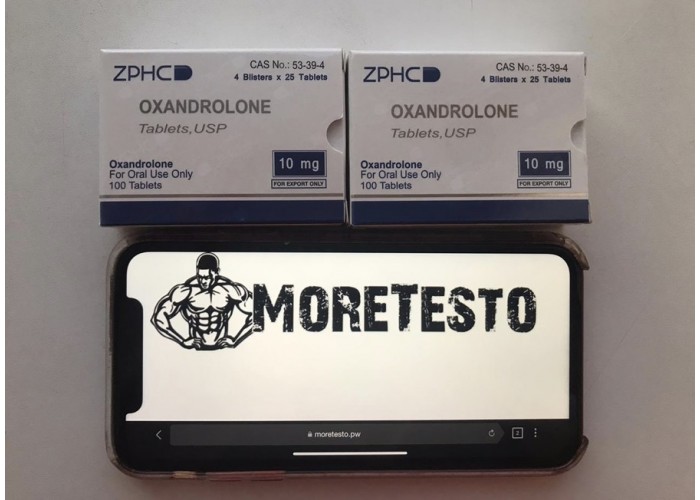 ZPHC
CAS No.: 53-39-4
4 Blisters x 25 Tablets
OXANDROLONE
Tablets,USP
Oxandrolone
For Oral Use Only
100 Tablets
10 mg
FOR EXPORT ONLY
ZPHC
CAS No.: 53-39-4
4 Blisters x 25 Tablets
OXANDROLONE
Tablets,USP
Oxandrolone
For Oral Use Only
100 Tablets
10 mg
FOR EXPORT ONLY
MORETESTO
moretesto.pw
2